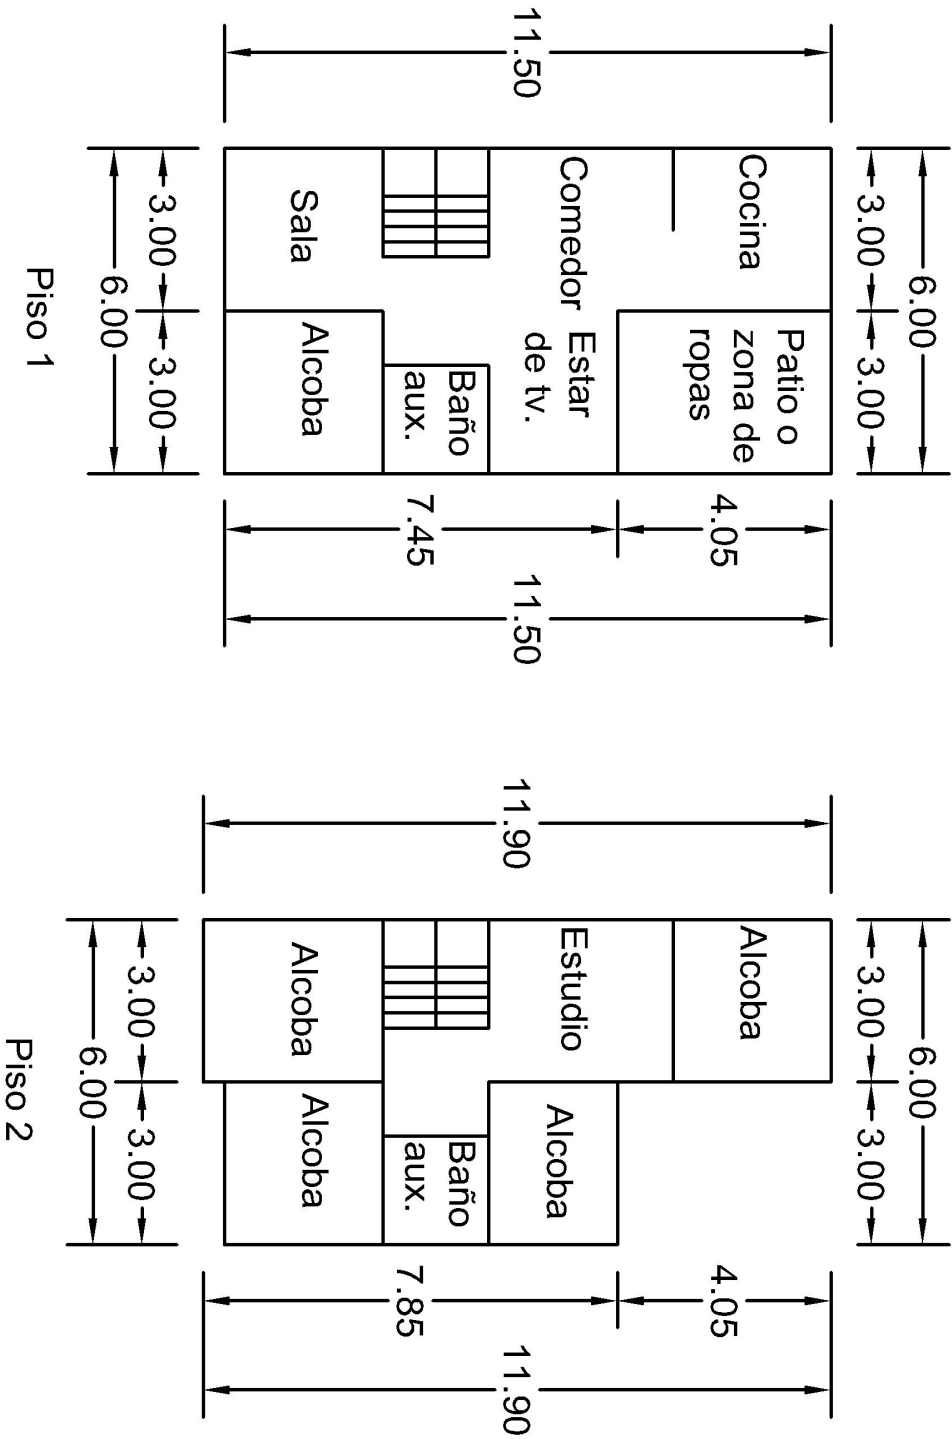 6.00
3.00 3.00
Patio o
zona de
ropas
Cocina
4.05
Comedor
Estar
de tv.
11.50
11.50
Baño
aux.
7.45
Sala
Alcoba
3.00 3.00
6.00
Piso 1
6.00
3.00 3.00
Alcoba
4.05
Estudio
Alcoba
11.90
11.90
Baño
aux.
7.85
Alcoba
Alcoba
3.00 3.00
6.00
Piso 2